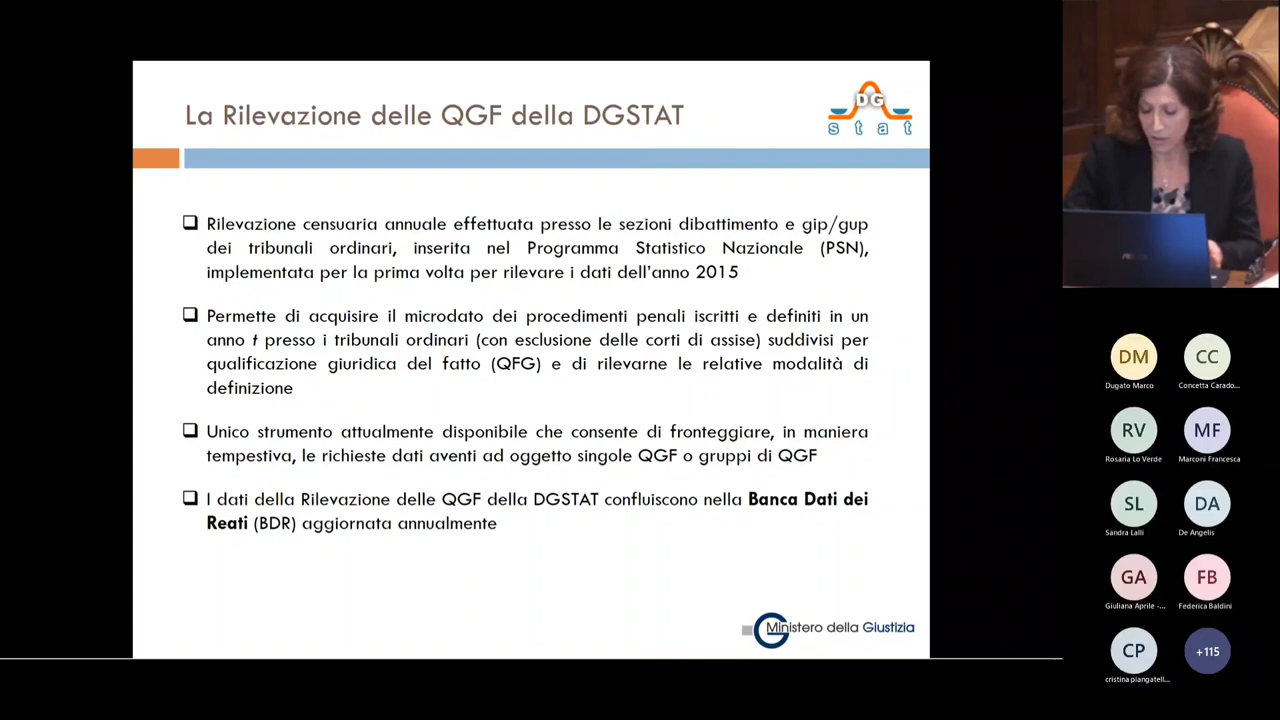 La Rilevazione delle QGF della DGSTAT
DG
stat
❑ Rilevazione censuaria annuale effettuata presso le sezioni dibattimento e gip/gup
dei tribunali ordinari, inserita nel Programma Statistico Nazionale (PSN),
implementata per la prima volta per rilevare i dati dell'anno 2015
❑ Permette di acquisire il microdato dei procedimenti penali iscritti e definiti in un
anno t presso i tribunali ordinari (con esclusione delle corti di assise) suddivisi per
qualificazione giuridica del fatto (QFG) e di rilevarne le relative modalità di
definizione
❑ Unico strumento attualmente disponibile che consente di fronteggiare, in maniera
tempestiva, le richieste dati aventi ad oggetto singole QGF o gruppi di QGF
❑ I dati della Rilevazione delle QGF della DGSTAT confluiscono nella Banca Dati dei
Reati (BDR) aggiornata annualmente
Ministero della Giustizia
DM CC
Dugato Marco Concetta Carado...
RV MF
Rosaria Lo Verde Marconi Francesca
SL DA
Sandra Lalli De Angelis
GA FB
Giuliana Aprile -... Federica Baldini
CP +115
cristina piangatell...